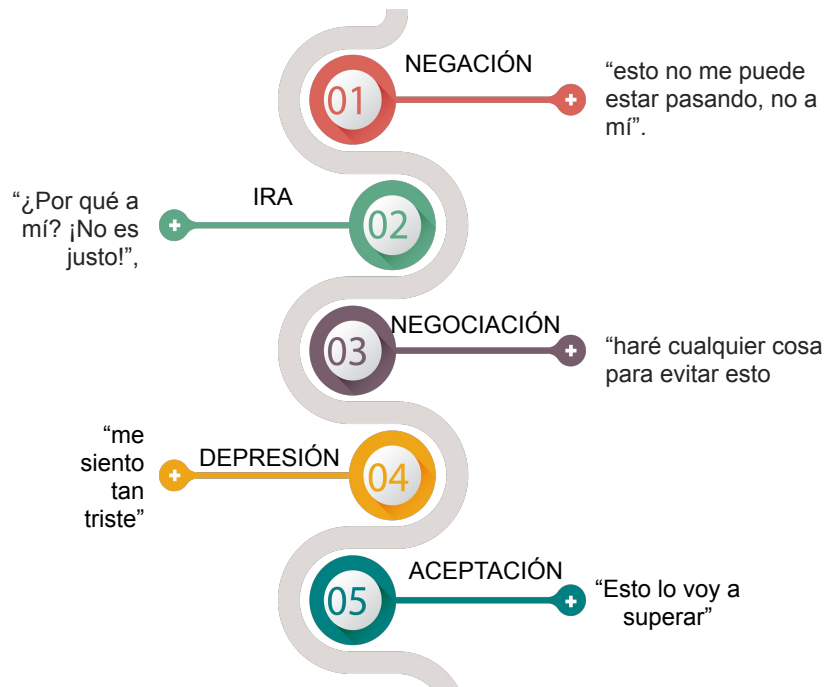 NEGACIÓN
01
“esto no me puede
estar pasando, no a
mí”.
IRA
“¿Por qué a
mí? ¡No es
justo!”,
02
NEGOCIACIÓN
03
“haré cualquier cosa
para evitar esto
“me
siento
tan
triste”
DEPRESIÓN
04
ACEPTACIÓN
05
“Esto lo voy a
superar”